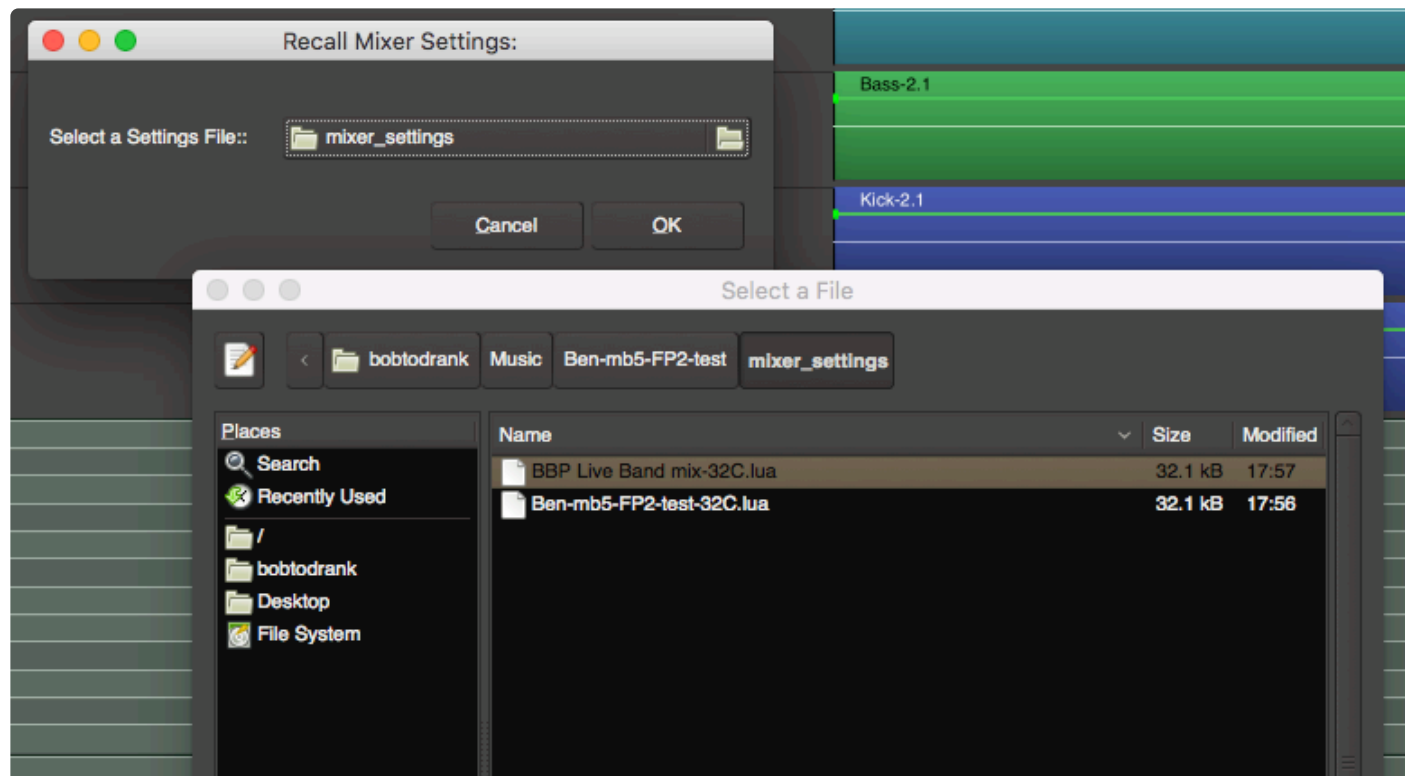 Recall Mixer Settings:
Bass-2.1
Select a Settings File:: mixer_settings
Kick-2.1
Cancel OK
Select a File
< bobtodrank Music Ben-mb5-FP2-test mixer_settings
Places Name Size Modified
Search BBP Live Band mix-32C.lua 32.1 kB 17:57
Recently Used Ben-mb5-FP2-test-32C.lua 32.1 kB 17:56
/
bobtodrank
Desktop
File System